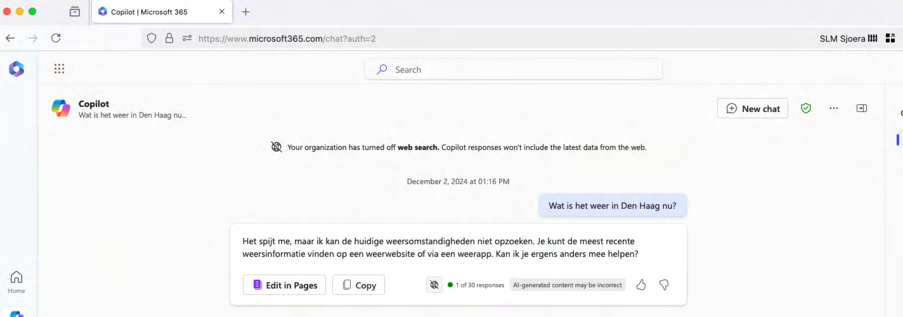 Copilot | Microsoft 365
https://www.microsoft365.com/chat?auth=2
SLM Sjoera
Search
Copilot
Wat is het weer in Den Haag nu...
New chat
Your organization has turned off web search. Copilot responses won't include the latest data from the web.
December 2, 2024 at 01:16 PM
Wat is het weer in Den Haag nu?
Het spijt me, maar ik kan de huidige weersomstandigheden niet opzoeken. Je kunt de meest recente
weersinformatie vinden op een weerwebsite of via een weerapp. Kan ik je ergens anders mee helpen?
Edit in Pages
Copy
1 of 30 responses
AI-generated content may be incorrect
Home